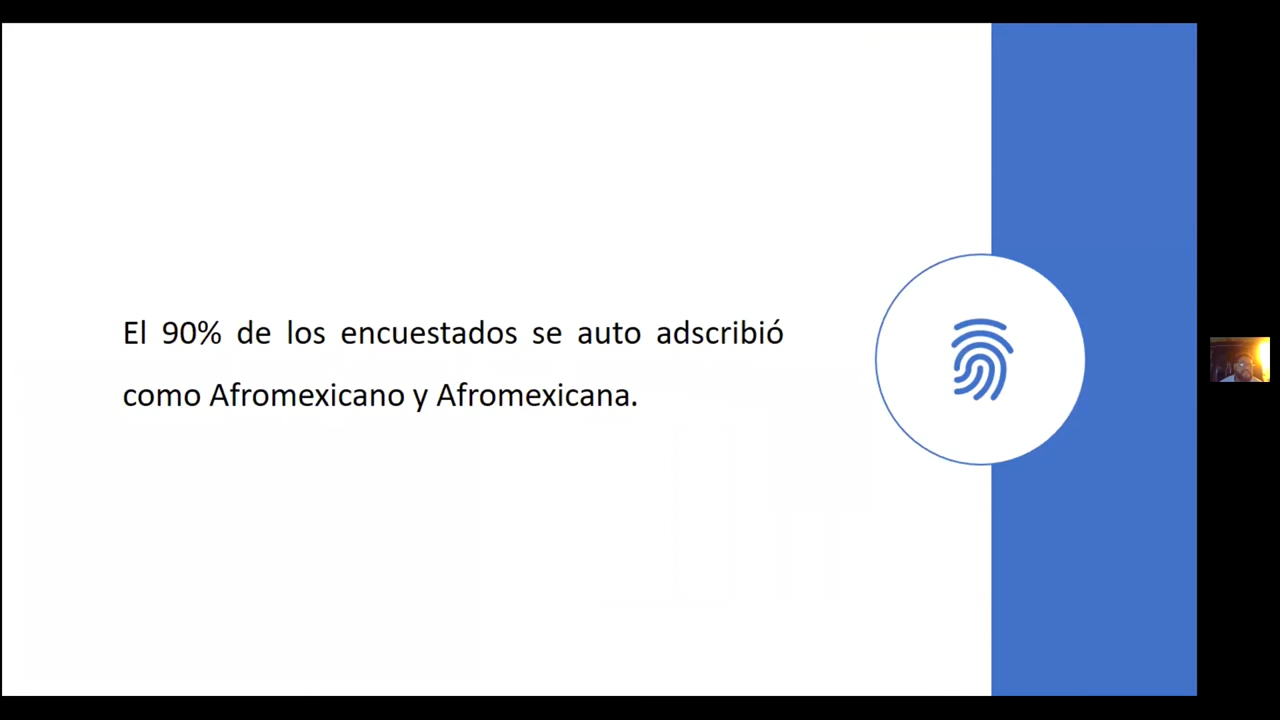 El 90% de los encuestados se auto adscribió
como Afromexicano y Afromexicana.